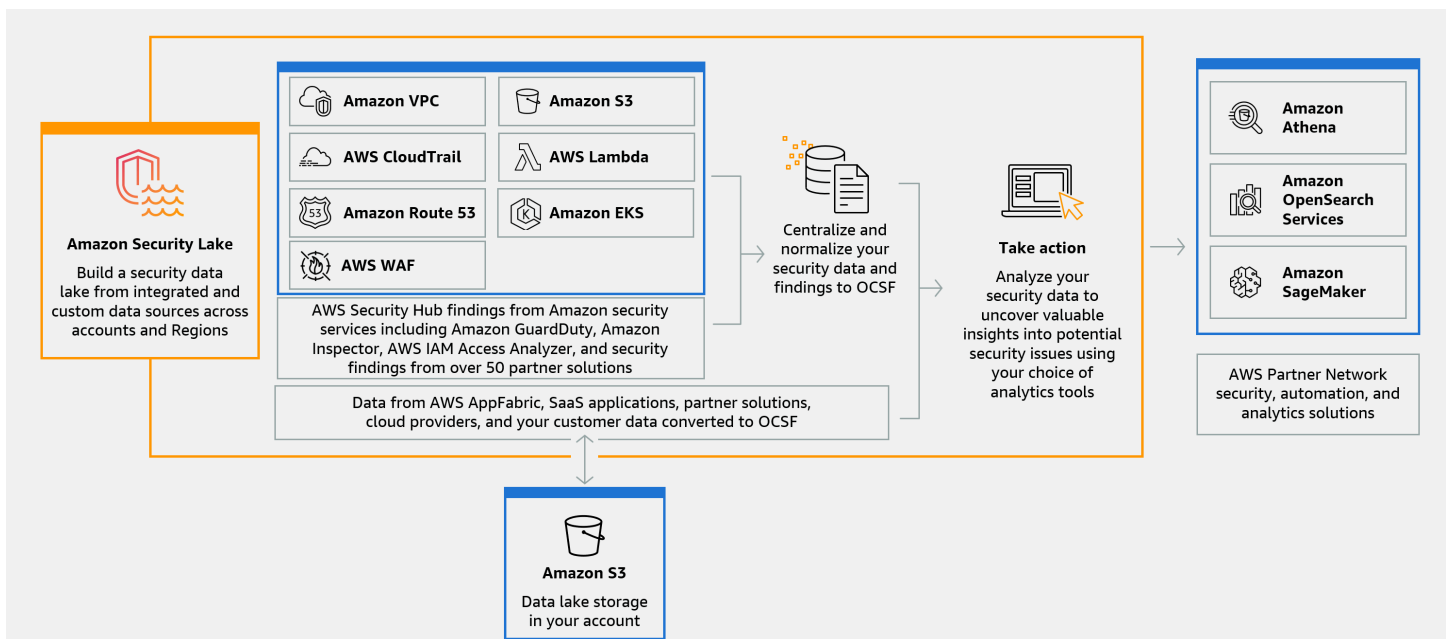 Amazon Security Lake
Build a security data
lake from integrated and
custom data sources across
accounts and Regions
Amazon VPC
Amazon S3
AWS CloudTrail
AWS Lambda
53
Amazon Route 53
K
Amazon EKS
AWS WAF
AWS Security Hub findings from Amazon security
services including Amazon GuardDuty, Amazon
Inspector, AWS IAM Access Analyzer, and security
findings from over 50 partner solutions
Data from AWS AppFabric, SaaS applications, partner solutions,
cloud providers, and your customer data converted to OCSF
Centralize and
normalize your
security data and
findings to OCSF
Take action
Analyze your
security data to
uncover valuable
insights into potential
security issues using
your choice of
analytics tools
Amazon
Athena
Amazon
OpenSearch
Services
Amazon
SageMaker
AWS Partner Network
security, automation, and
analytics solutions
Amazon S3
Data lake storage
in your account